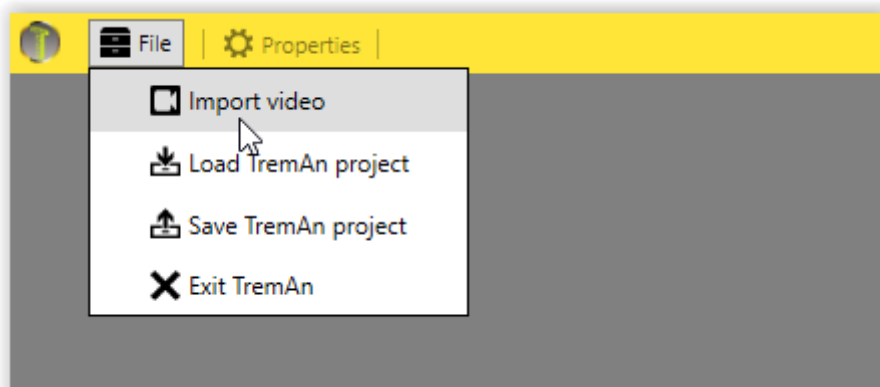 File | Properties |
Import video
Load TremAn project
Save TremAn project
Exit TremAn